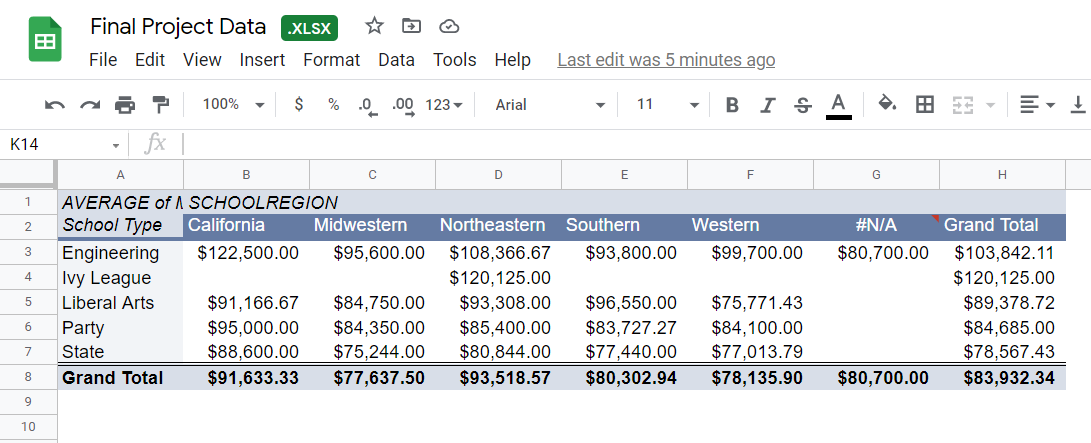 Final Project Data .XLSX
File Edit View Insert Format Data Tools Help Last edit was 5 minutes ago
100% $ % .0 .00 123 Arial 11 B I S A
K14 fx
A B C D E F G H
1 AVERAGE of M SCHOOLREGION
2 School Type California Midwestern Northeastern Southern Western #N/A Grand Total
3 Engineering $122,500.00 $95,600.00 $108,366.67 $93,800.00 $99,700.00 $80,700.00 $103,842.11
4 Ivy League $120,125.00 $120,125.00
5 Liberal Arts $91,166.67 $84,750.00 $93,308.00 $96,550.00 $75,771.43 $89,378.72
6 Party $95,000.00 $84,350.00 $85,400.00 $83,727.27 $84,100.00 $84,685.00
7 State $88,600.00 $75,244.00 $80,844.00 $77,440.00 $77,013.79 $78,567.43
8 Grand Total $91,633.33 $77,637.50 $93,518.57 $80,302.94 $78,135.90 $80,700.00 $83,932.34
9
10